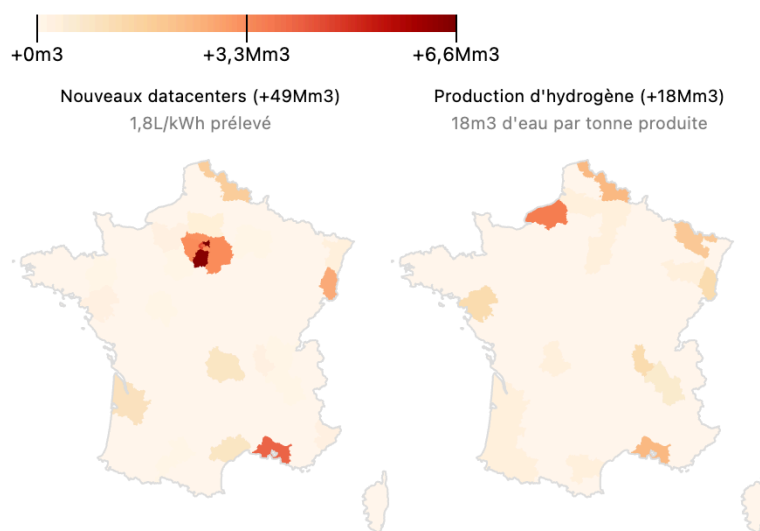 +0m3 +3,3Mm3 +6,6Mm3
Nouveaux datacenters (+49Mm3)
1,8L/kWh prélevé
Production d'hydrogène (+18Mm3)
18m3 d'eau par tonne produite